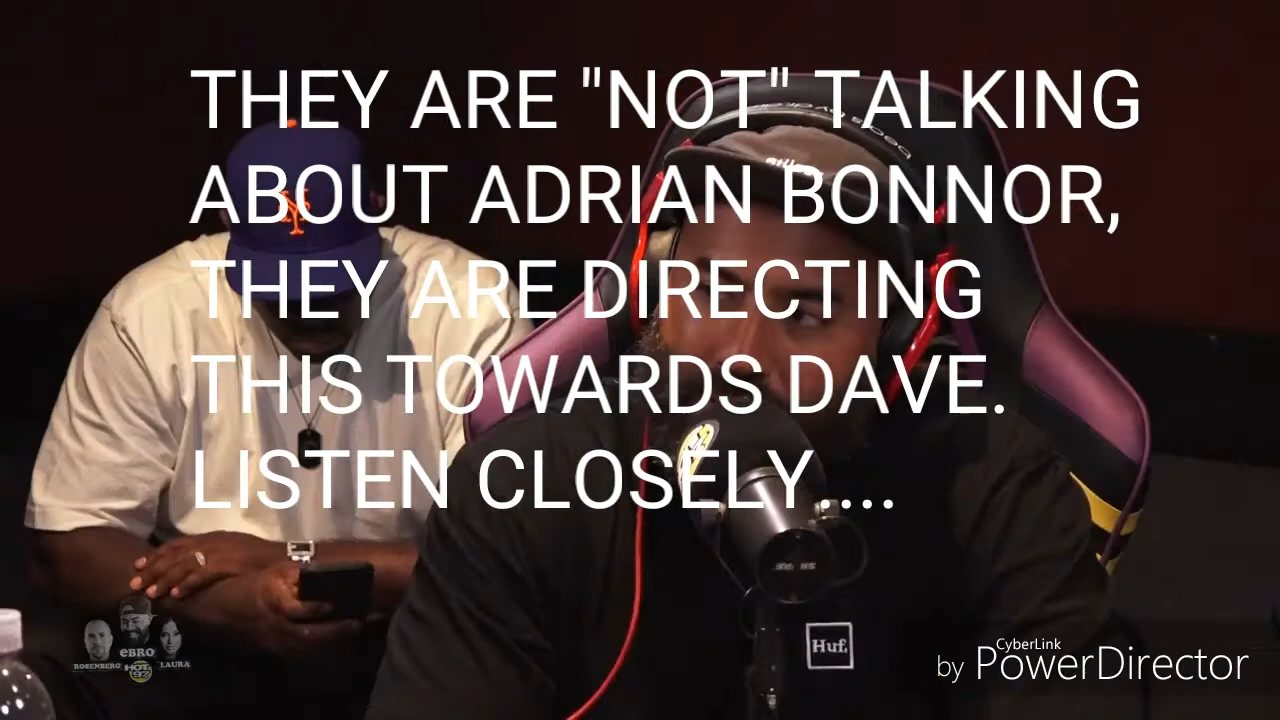 THEY ARE "NOT" TALKING
ABOUT ADRIAN BONNOR,
THEY ARE DIRECTING
THIS TOWARDS DAVE.
LISTEN CLOSELY....
NY
Huf.
ROSENBERG eBRO LAURA
HOT 97
CyberLink
by PowerDirector